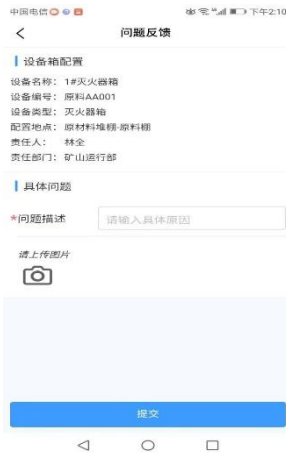 中国电信 下午2:10
问题反馈
设备箱配置
设备名称： 1#灭火器箱
设备编号： 原料AA001
设备类型： 灭火器箱
配置地点： 原材料堆棚-原料棚
责任人： 林全
责任部门： 矿山运行部
具体问题
*问题描述 请输入具体原因
请上传图片
提交